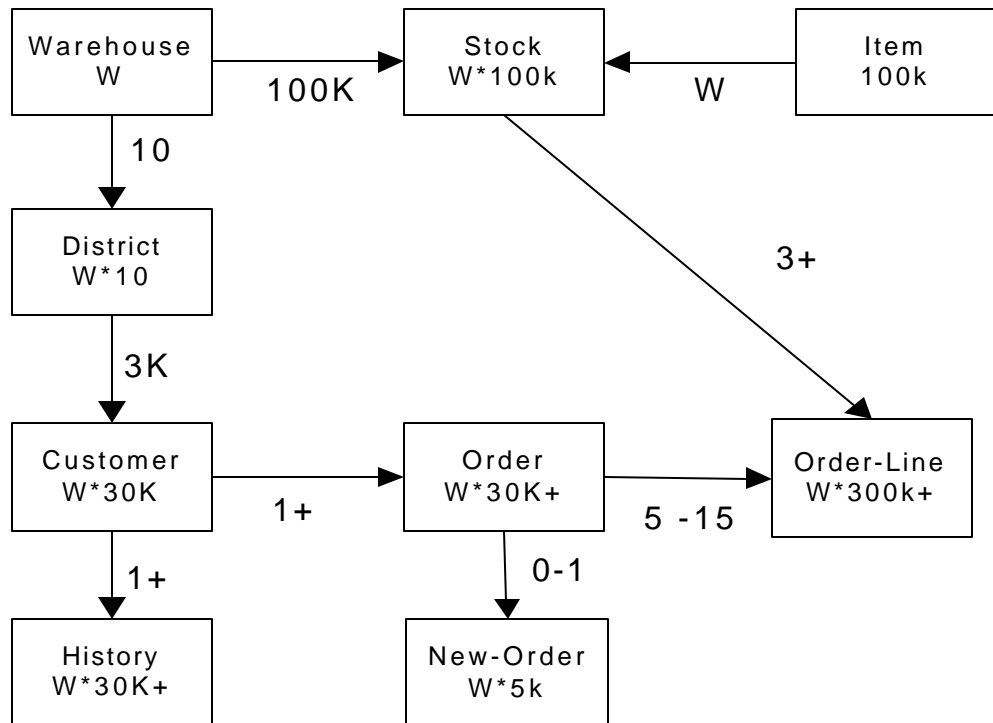 Warehouse
W
100K
Stock
W*100k
W
Item
100k
10
District
W*10
3+
3K
Customer
W*30K
1+
Order
W*30K+
5 -15
Order-Line
W*300k+
1+
0-1
History
W*30K+
New-Order
W*5k